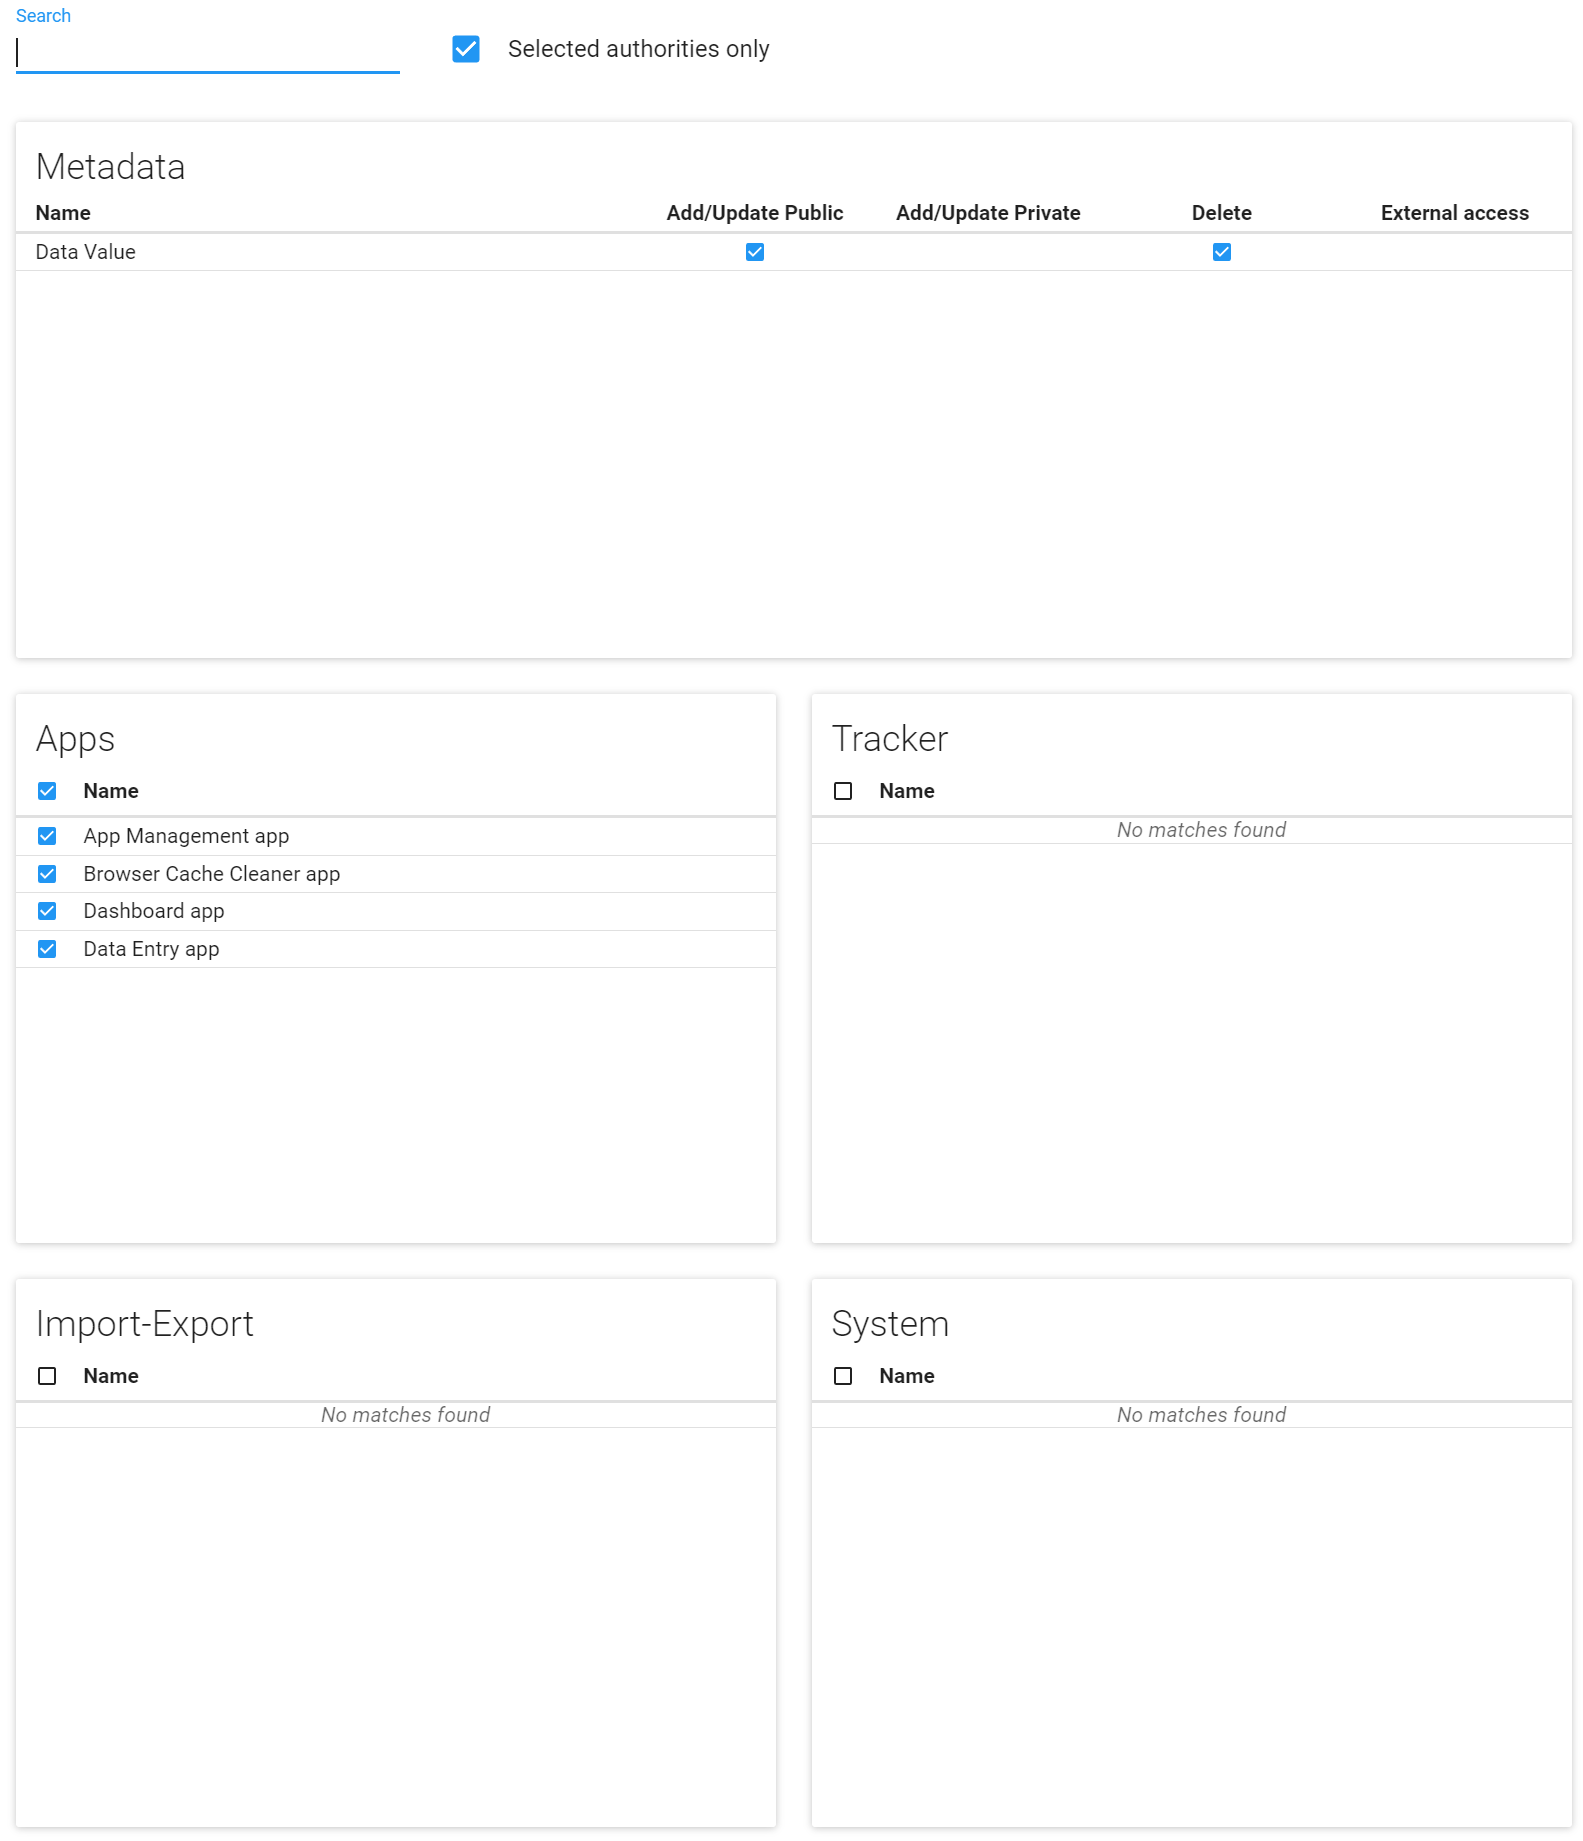 Search
Selected authorities only
Metadata
Name Add/Update Public Add/Update Private Delete External access
Data Value
Apps
Name
App Management app
Browser Cache Cleaner app
Dashboard app
Data Entry app
Tracker
Name
No matches found
Import-Export
Name
No matches found
System
Name
No matches found